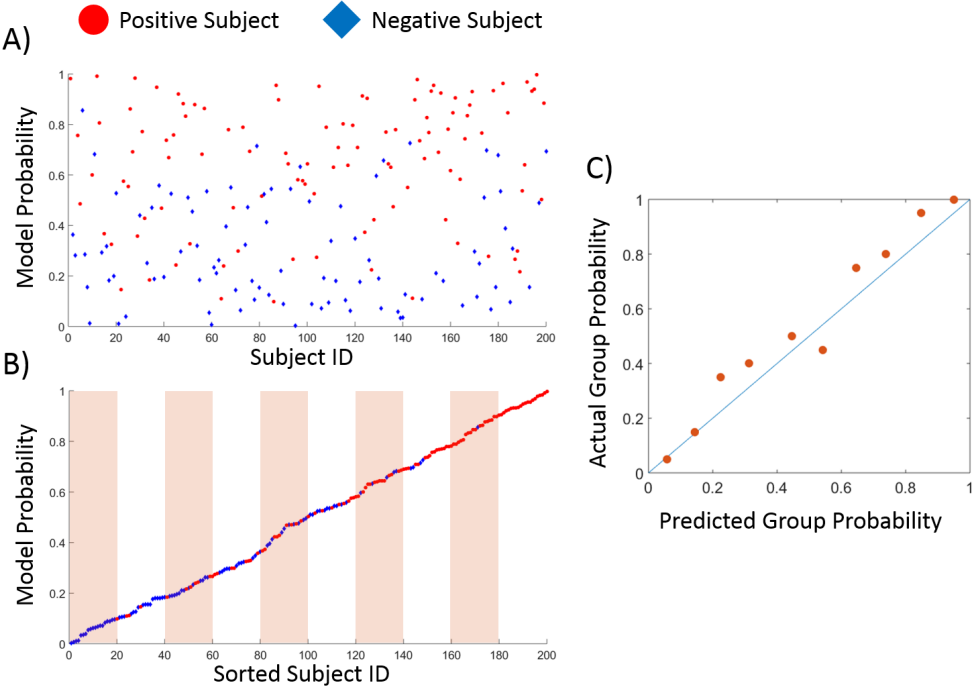 Positive Subject Negative Subject
A)
Model Probability
1
0.8
0.6
0.4
0.2
0
0 20 40 60 80 100 120 140 160 180 200
Subject ID
B)
Model Probability
1
0.8
0.6
0.4
0.2
0
0 20 40 60 80 100 120 140 160 180 200
Sorted Subject ID
C)
Actual Group Probability
1
0.8
0.6
0.4
0.2
0
0 0.2 0.4 0.6 0.8 1
Predicted Group Probability